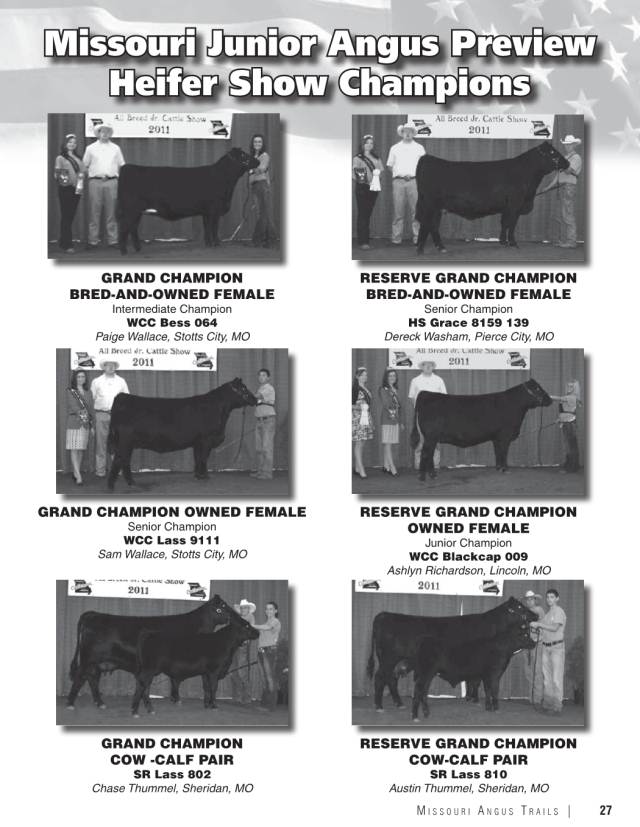 Missouri Junior Angus Preview
Heifer Show Champions
All Breed Jr. Cattle Show
2011
All Breed Jr. Cattle Show
2011
GRAND CHAMPION
BRED-AND-OWNED FEMALE
Intermediate Champion
WCC Bess 064
Paige Wallace, Stotts City, MO
RESERVE GRAND CHAMPION
BRED-AND-OWNED FEMALE
Senior Champion
HS Grace 8159 139
Dereck Washam, Pierce City, MO
All Breed Jr. Cattle Show
2011
All Breed Jr. Cattle Show
2011
GRAND CHAMPION OWNED FEMALE
Senior Champion
WCC Lass 9111
Sam Wallace, Stotts City, MO
RESERVE GRAND CHAMPION
OWNED FEMALE
Junior Champion
WCC Blackcap 009
Ashlyn Richardson, Lincoln, MO
All Breed Jr. Cattle Show
2011
2011
GRAND CHAMPION
COW -CALF PAIR
SR Lass 802
Chase Thummel, Sheridan, MO
RESERVE GRAND CHAMPION
COW-CALF PAIR
SR Lass 810
Austin Thummel, Sheridan, MO
MISSOURI ANGUS TRAILS | 27